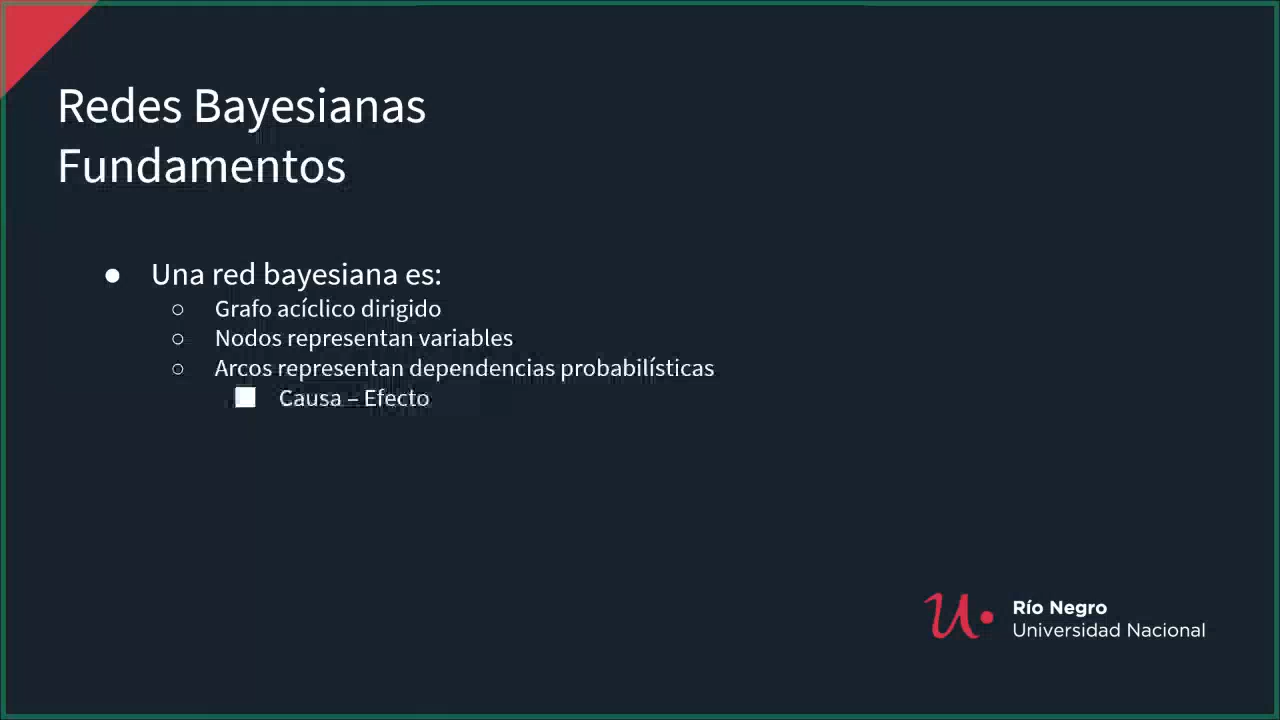 Redes Bayesianas
Fundamentos
● Una red bayesiana es:
○ Grafo acíclico dirigido
○ Nodos representan variables
○ Arcos representan dependencias probabilísticas
■ Causa – Efecto
Río Negro
Universidad Nacional